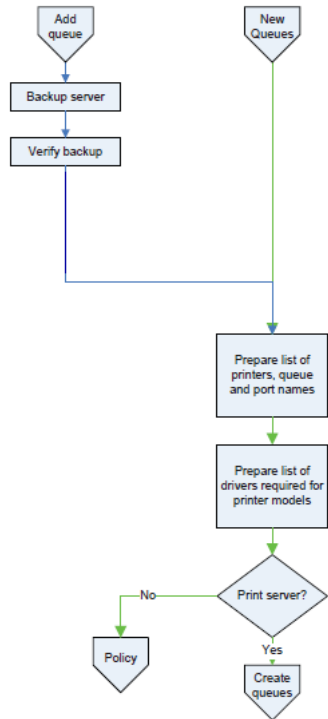 Add
queue
New
Queues
Backup server
Verify backup
Prepare list of
printers, queue
and port names
Prepare list of
drivers required for
printer models
Print server?
No
Yes
Policy
Create
queues